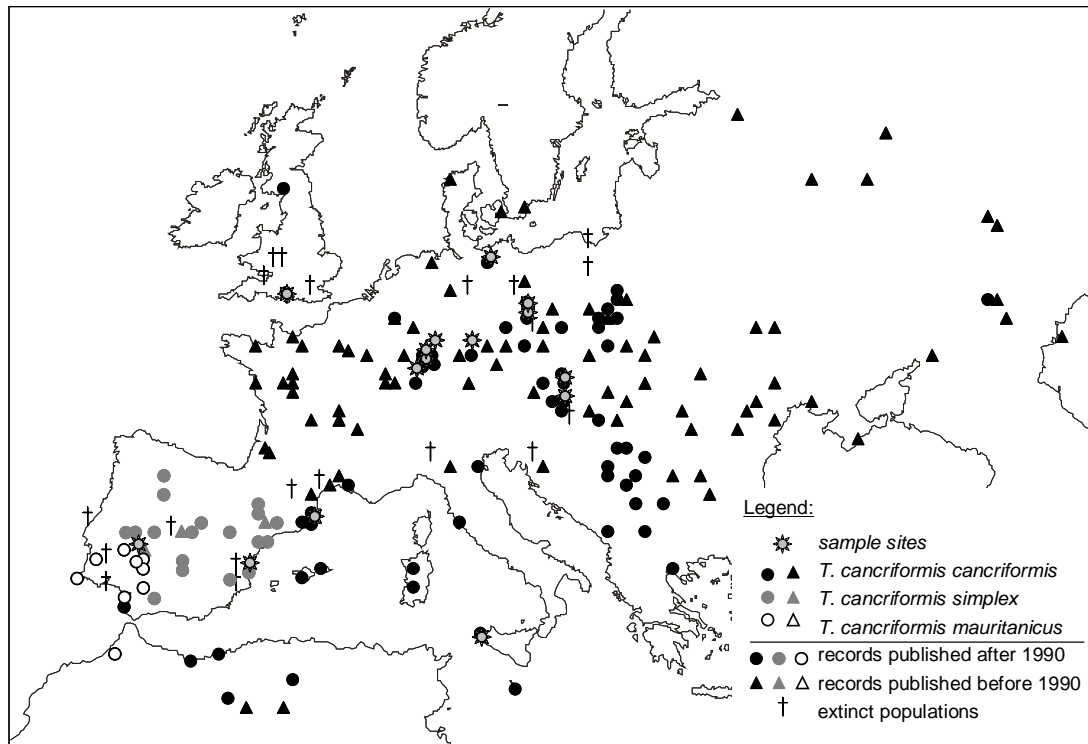 Legend:
sample sites
T. cancriformis cancriformis
T. cancriformis simplex
T. cancriformis mauritanicus
records published after 1990
records published before 1990
extinct populations